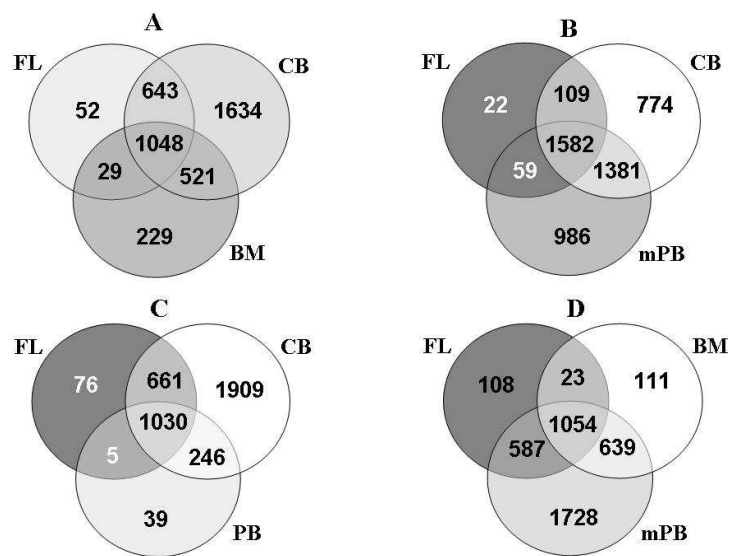 A B
FL CB FL CB
52 643 1634 22 109 774
1048 1582
29 521 59 1381
229 986
BM mPB
C D
FL CB FL BM
76 661 1909 108 23 111
1030 1054
5 246 587 639
39 1728
PB mPB